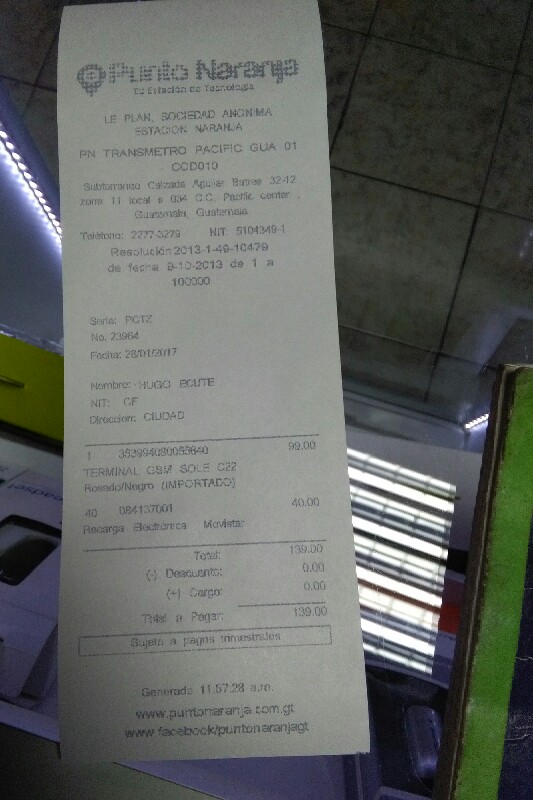 Punto Naranja
Tu Estación de Tecnología
LE PLAN, SOCIEDAD ANONIMA
ESTACION NARANJA
PN TRANSMETRO PACIFIC GUA 01
COD010
Subterraneo Calzada Aguilar Batres 32-12
zona 11 local s 034 C.C. Pacific center ,
Guatemala, Guatemala
Teléfono: 2277-3279 NIT: 5104349-1
Resolución 2013-1-49-10479
de fecha 9-10-2013 de 1 a
100000
Serie: PCTZ
No. 23964
Fecha: 28/01/2017
Nombre: HUGO ECUTE
NIT: CF
Direccion: CIUDAD
1 353994080055640 99.00
TERMINAL GSM SOLE C22
Rosado/Negro (IMPORTADO)
40 084137001 40.00
Recarga Electrónica Movistar
Total: 139.00
(-) Descuento: 0.00
(+) Cargo: 0.00
Total a Pagar: 139.00
Sujeto a pagos trimestrales
Generada 11:57:28 a.m.
www.puntonaranja.com.gt
www.facebook/puntonaranjagt